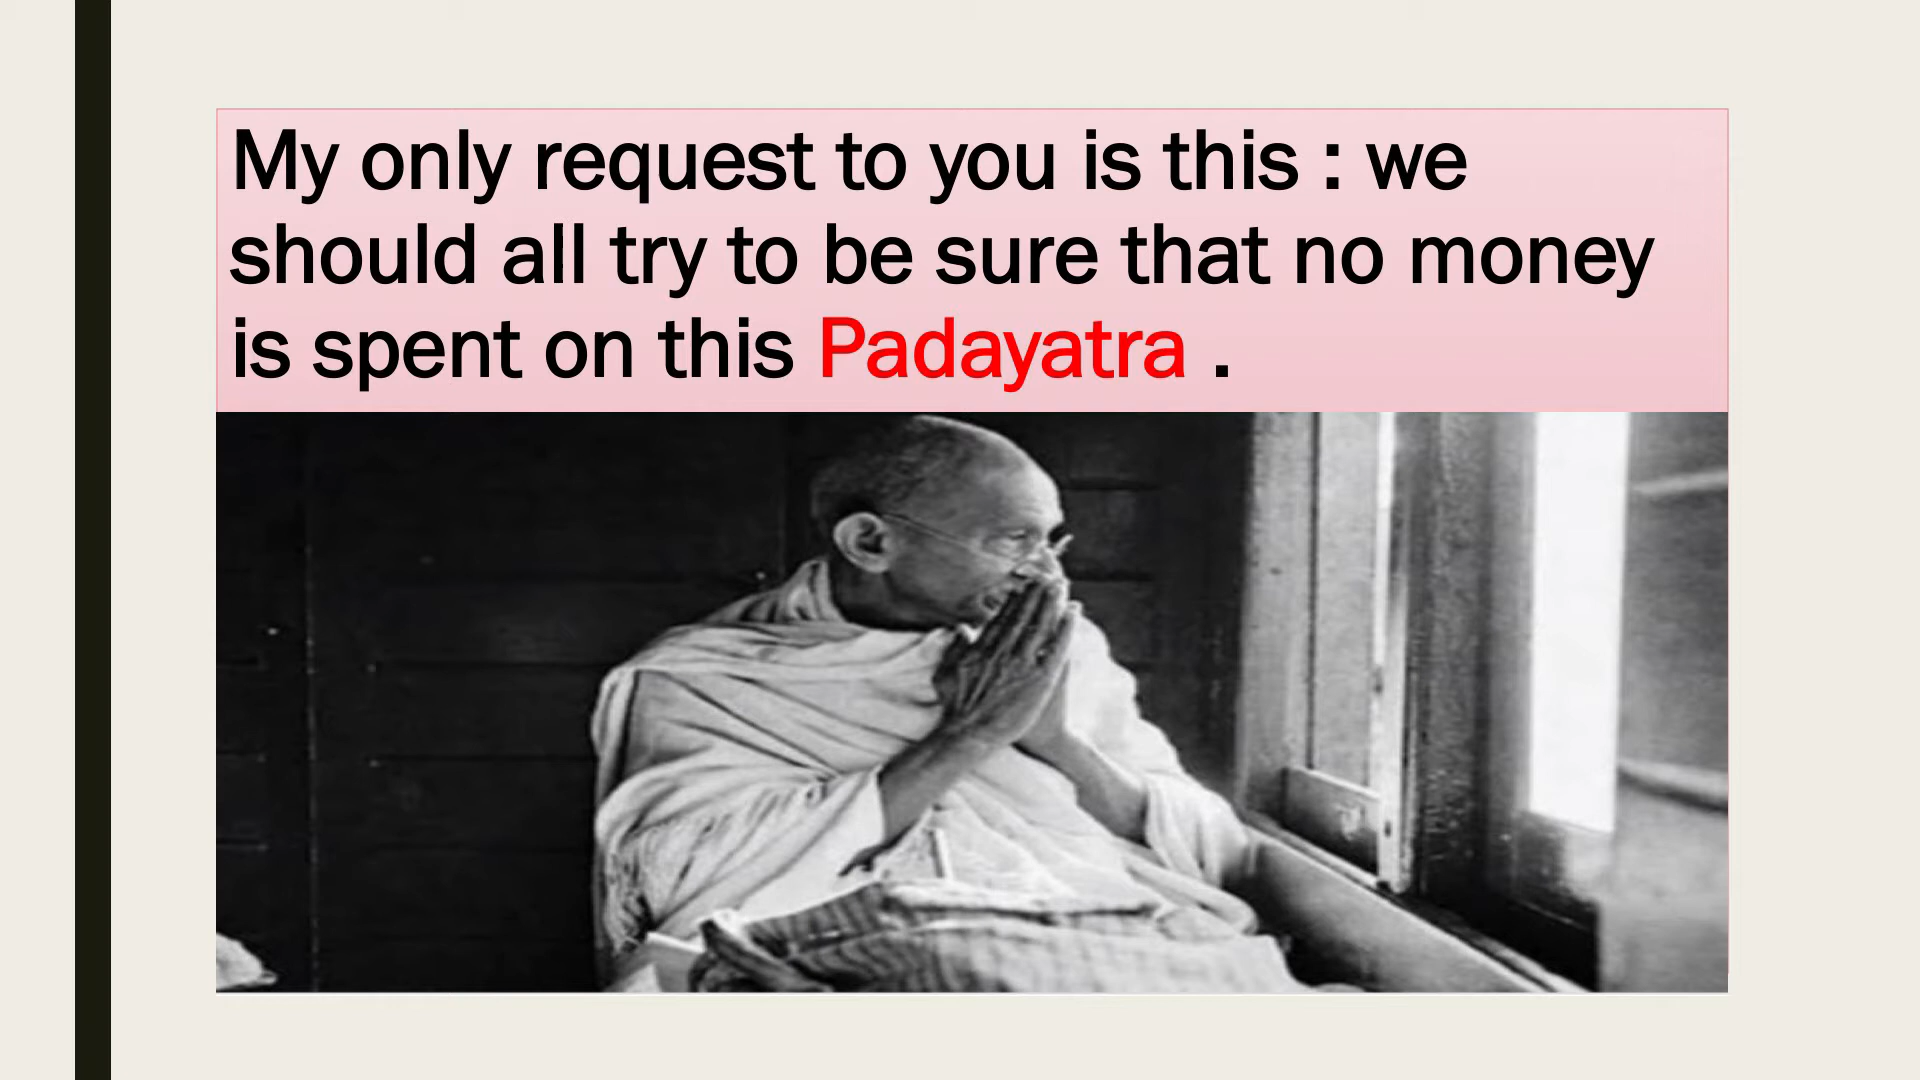 My only request to you is this : we
should all try to be sure that no money
is spent on this Padayatra .